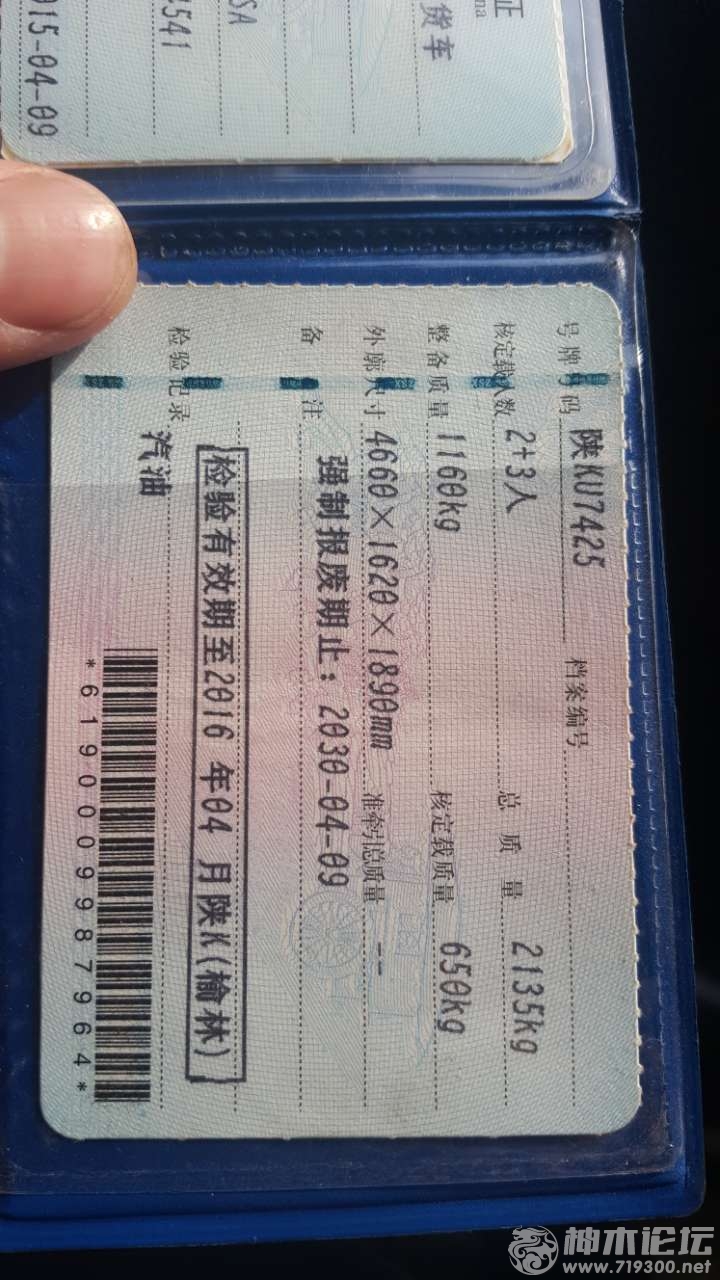 证
货车
SA
3541
015-04-09
号牌号码 陕KU7425 档案编号
核定载人数 2+3人 总质量 2135kg
整备质量 1160kg 核定载质量 650kg
外廓尺寸 4660×1620×1890mm 准牵引总质量 --
备注 强制报废期止：2030-04-09
检验有效期至2016 年04 月陕K(榆林)
检验记录
汽油
*6190009987964*
神木论坛
www.719300.net